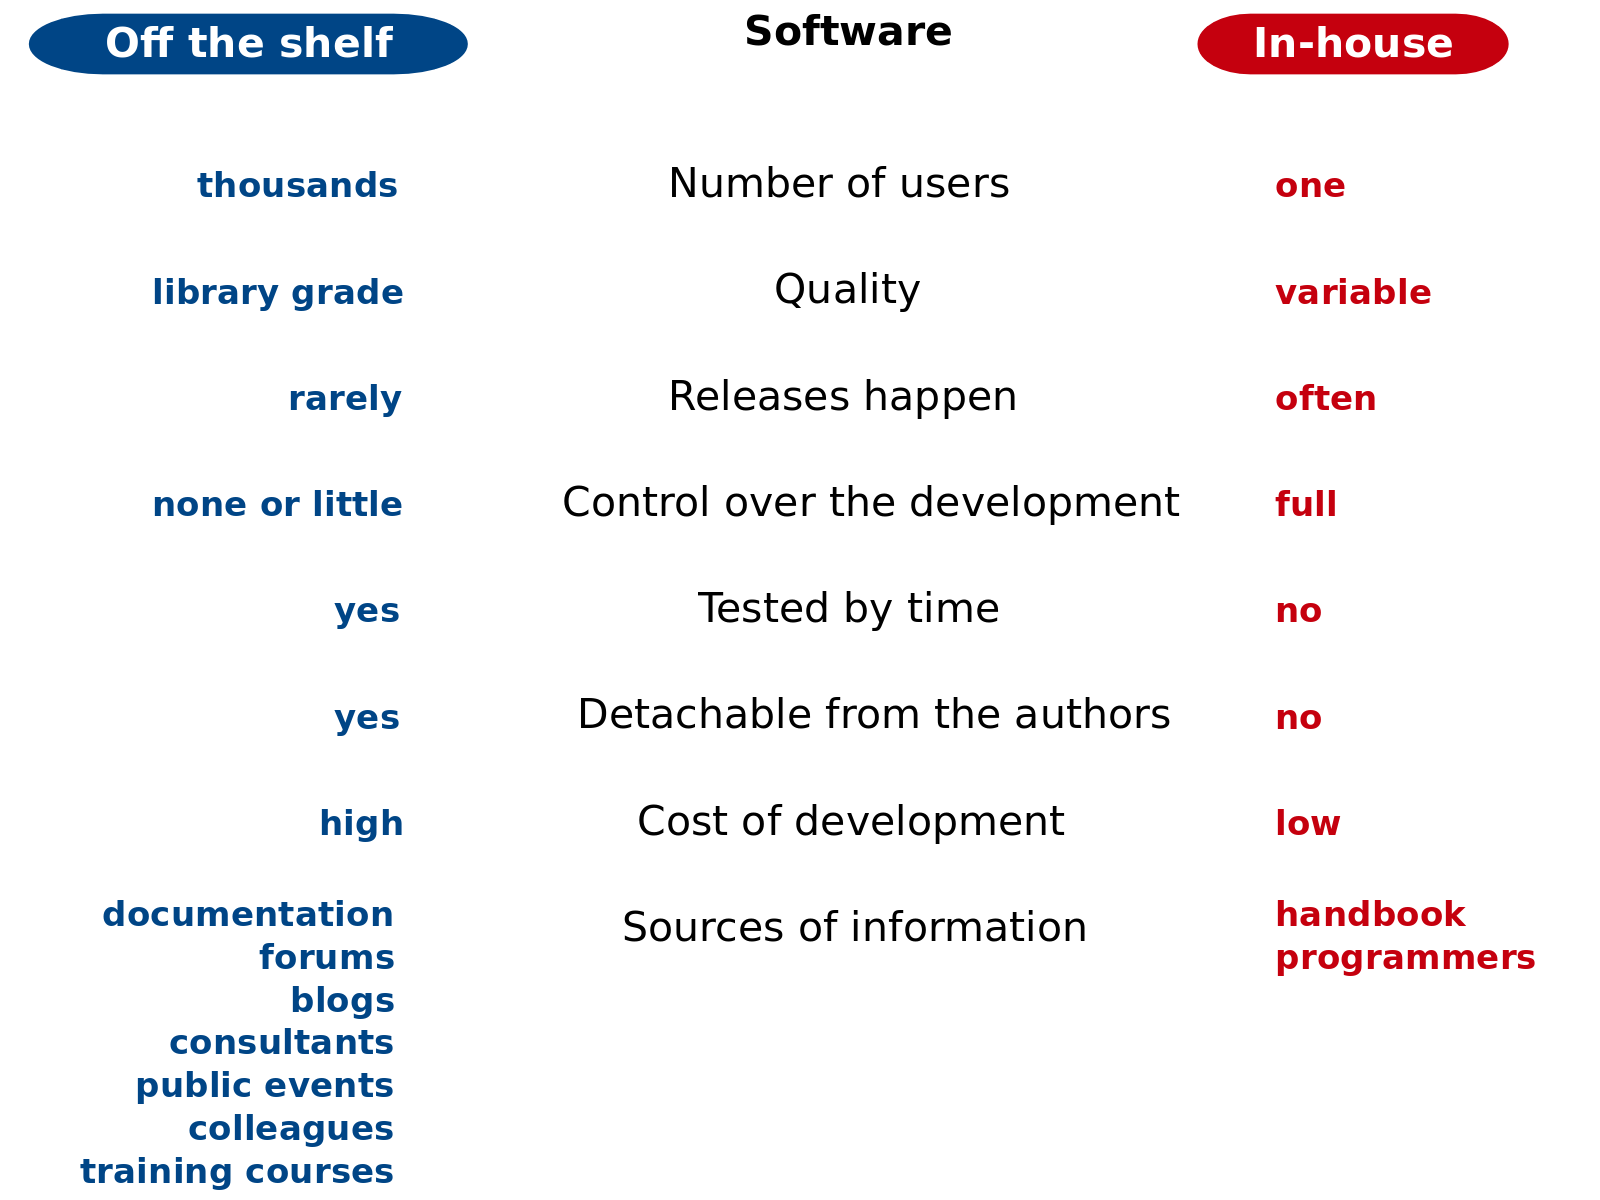 Off the shelf Software In-house
thousands Number of users one
library grade Quality variable
rarely Releases happen often
none or little Control over the development full
yes Tested by time no
yes Detachable from the authors no
high Cost of development low
documentation Sources of information handbook
forums programmers
blogs
consultants
public events
colleagues
training courses